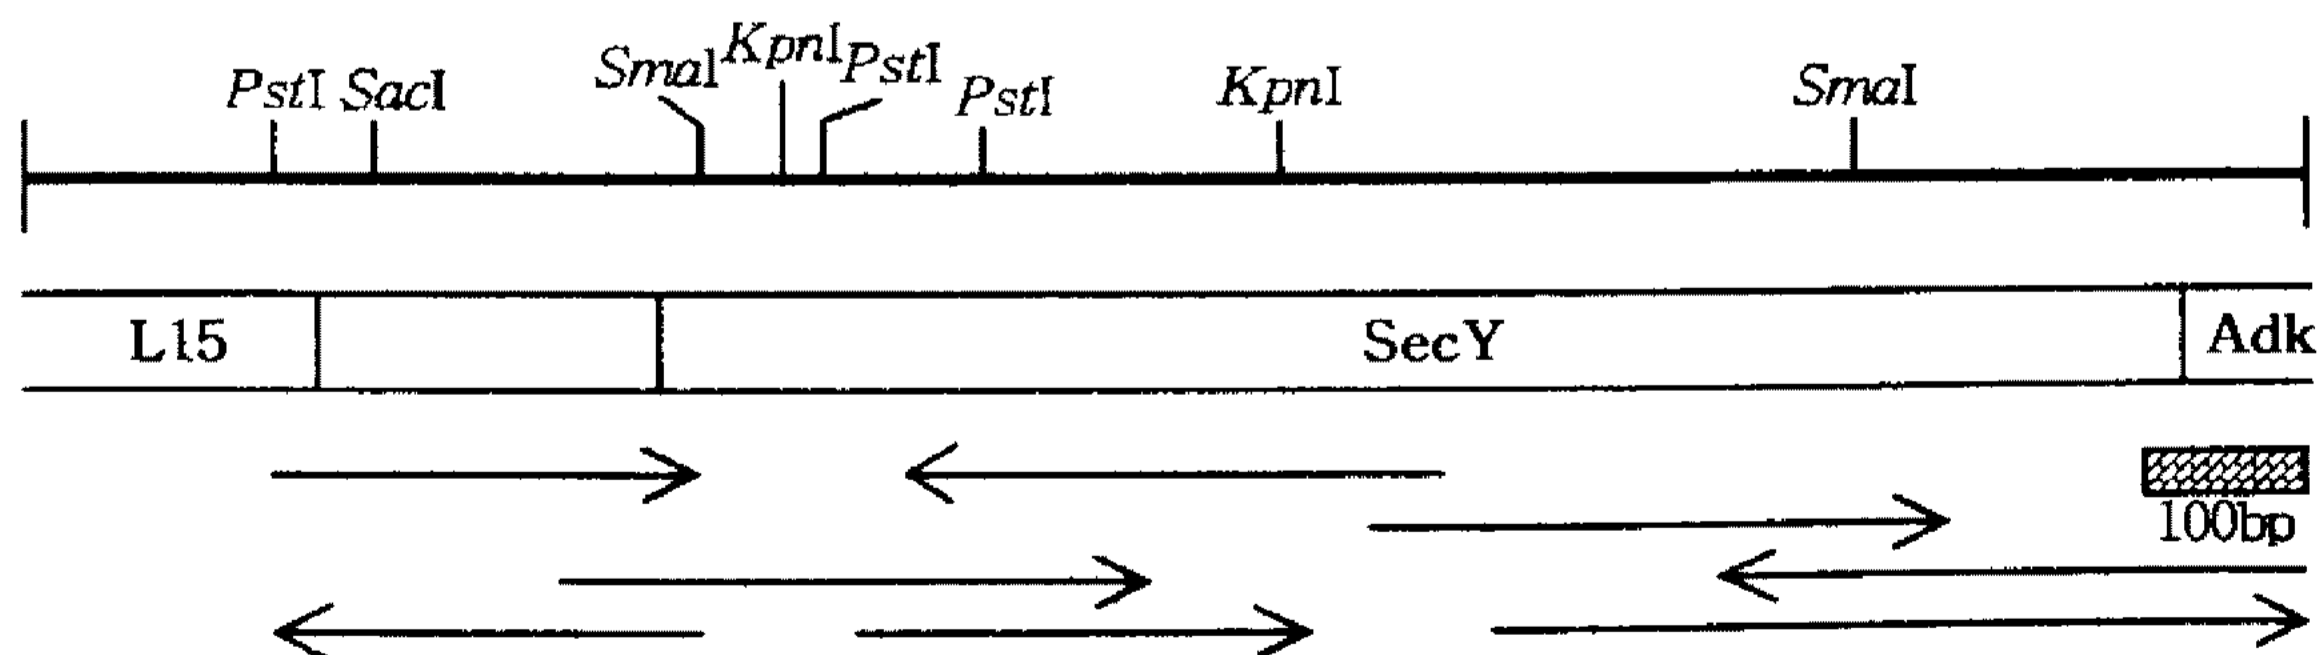 PstI SacI SmaI KpnI PstI PstI KpnI SmaI
L15 SecY Adk
100bp